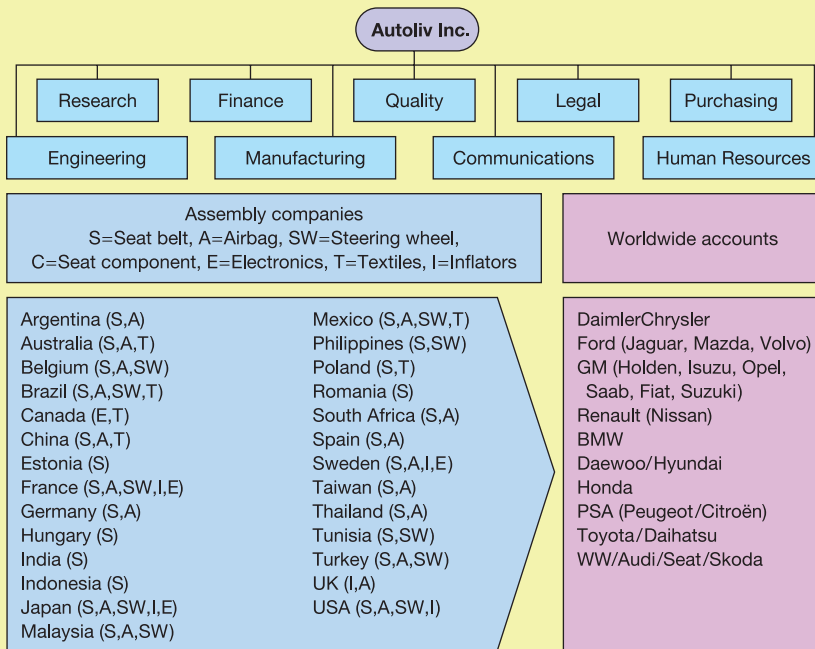 Autoliv Inc.
Research
Finance
Quality
Legal
Purchasing
Engineering
Manufacturing
Communications
Human Resources
Assembly companies
S=Seat belt, A=Airbag, SW=Steering wheel,
C=Seat component, E=Electronics, T=Textiles, I=Inflators
Worldwide accounts
Argentina (S,A)
Australia (S,A,T)
Belgium (S,A,SW)
Brazil (S,A,SW,T)
Canada (E,T)
China (S,A,T)
Estonia (S)
France (S,A,SW,I,E)
Germany (S,A)
Hungary (S)
India (S)
Indonesia (S)
Japan (S,A,SW,I,E)
Malaysia (S,A,SW)
Mexico (S,A,SW,T)
Philippines (S,SW)
Poland (S,T)
Romania (S)
South Africa (S,A)
Spain (S,A)
Sweden (S,A,I,E)
Taiwan (S,A)
Thailand (S,A)
Tunisia (S,SW)
Turkey (S,A,SW)
UK (I,A)
USA (S,A,SW,I)
DaimlerChrysler
Ford (Jaguar, Mazda, Volvo)
GM (Holden, Isuzu, Opel,
Saab, Fiat, Suzuki)
Renault (Nissan)
BMW
Daewoo/Hyundai
Honda
PSA (Peugeot/Citroën)
Toyota/Daihatsu
WW/Audi/Seat/Skoda